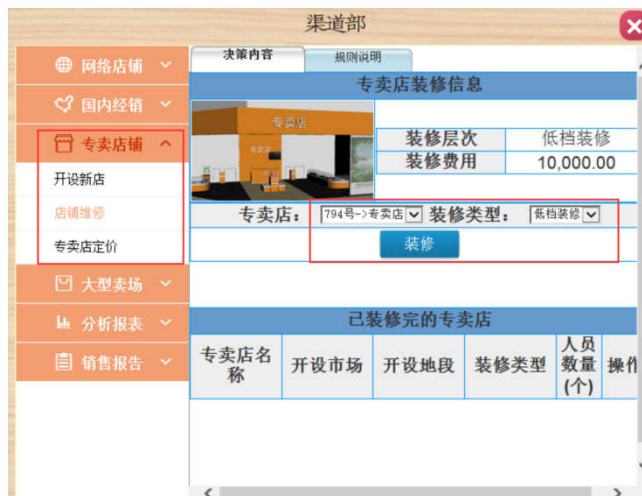 渠道部
网络店铺
国内经销
专卖店铺
开设新店
店铺维修
专卖店定价
大型卖场
分析报表
销售报告
决策内容
规则说明
专卖店装修信息
专卖店
专卖店
装修层次 低档装修
装修费用 10,000.00
专卖店： 794号->专卖店 装修类型： 低档装修
装修
已装修完的专卖店
专卖店名称 开设市场 开设地段 装修类型 人员数量(个) 操作